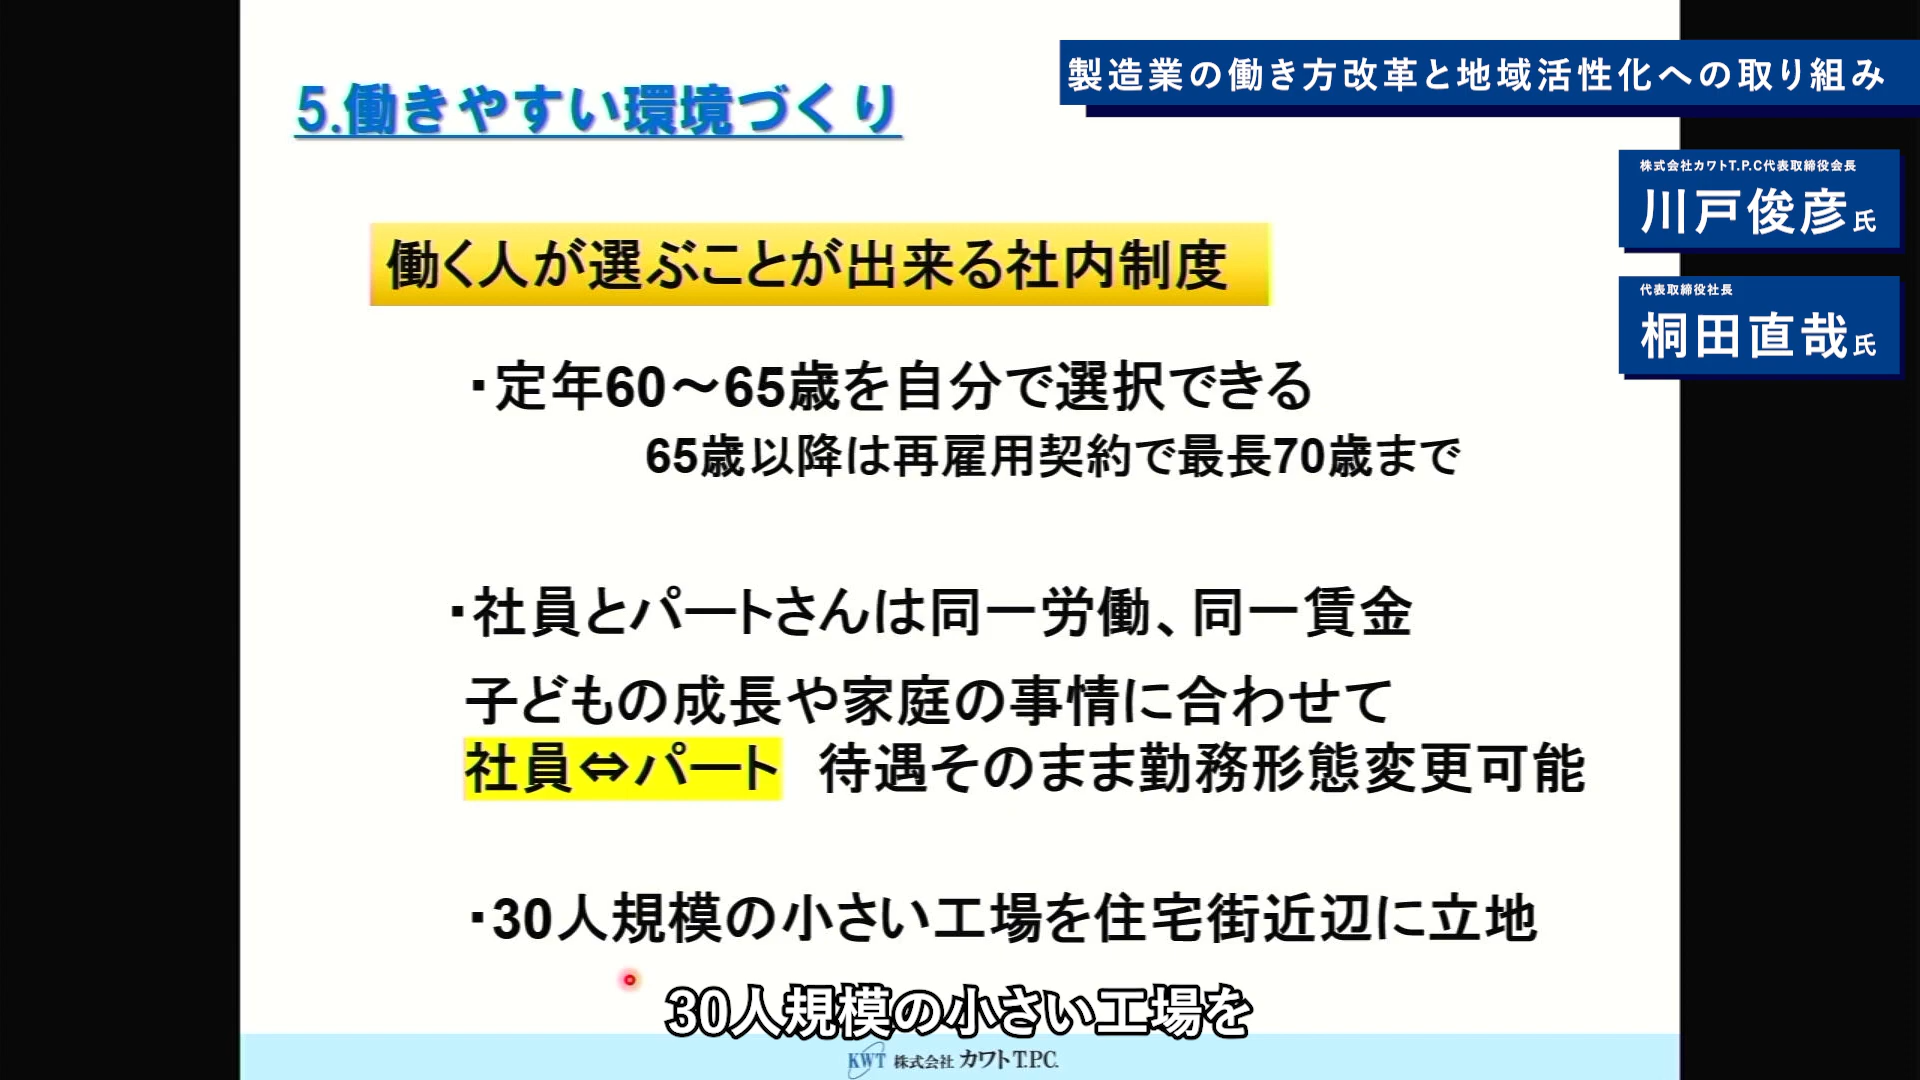 製造業の働き方改革と地域活性化への取り組み
株式会社カワトT.P.C代表取締役会長
川戸俊彦氏
代表取締役社長
桐田直哉氏
5.働きやすい環境づくり
働く人が選ぶことが出来る社内制度
・定年60～65歳を自分で選択できる
65歳以降は再雇用契約で最長70歳まで
・社員とパートさんは同一労働、同一賃金
子どもの成長や家庭の事情に合わせて
社員⇔パート　待遇そのまま勤務形態変更可能
・30人規模の小さい工場を住宅街近辺に立地
30人規模の小さい工場を
KWT 株式会社 カワトT.P.C.